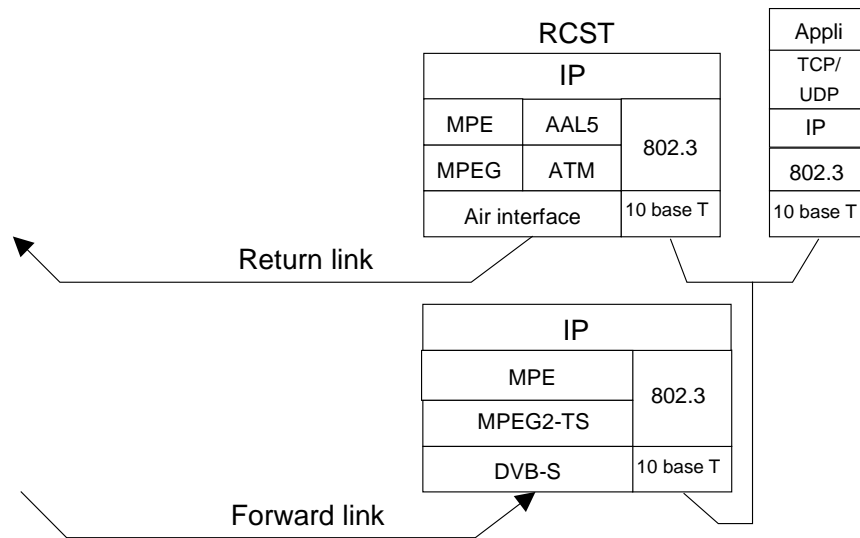 RCST
IP
MPE AAL5
802.3
MPEG ATM
Air interface 10 base T
Appli
TCP/
UDP
IP
802.3
10 base T
Return link
IP
MPE
802.3
MPEG2-TS
DVB-S 10 base T
Forward link